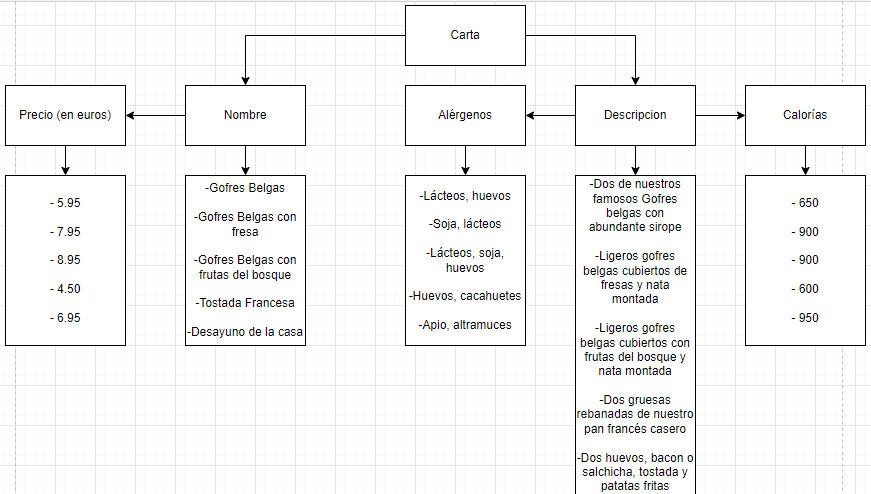 Carta
Precio (en euros)
Nombre
Alérgenos
Descripcion
Calorías
- 5.95
- 7.95
- 8.95
- 4.50
- 6.95
-Gofres Belgas
-Gofres Belgas con
fresa
-Gofres Belgas con
frutas del bosque
-Tostada Francesa
-Desayuno de la casa
-Lácteos, huevos
-Soja, lácteos
-Lácteos, soja,
huevos
-Huevos, cacahuetes
-Apio, altramuces
-Dos de nuestros
famosos Gofres
belgas con
abundante sirope
-Ligeros gofres
belgas cubiertos de
fresas y nata
montada
-Ligeros gofres
belgas cubiertos con
frutas del bosque y
nata montada
-Dos gruesas
rebanadas de nuestro
pan francés casero
-Dos huevos, bacon o
salchicha, tostada y
patatas fritas
- 650
- 900
- 900
- 600
- 950